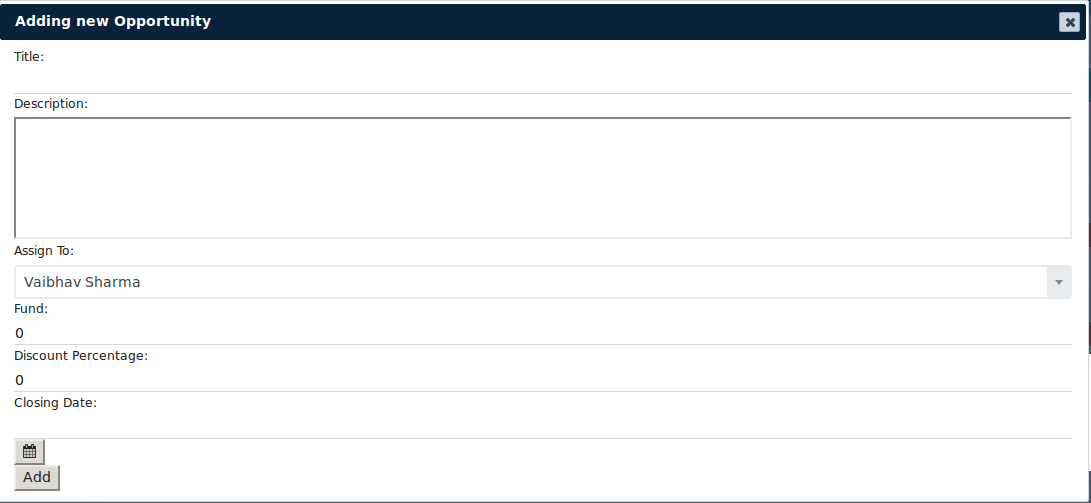 Adding new Opportunity
Title:
Description:
Assign To:
Vaibhav Sharma
Fund:
0
Discount Percentage:
0
Closing Date:
Add